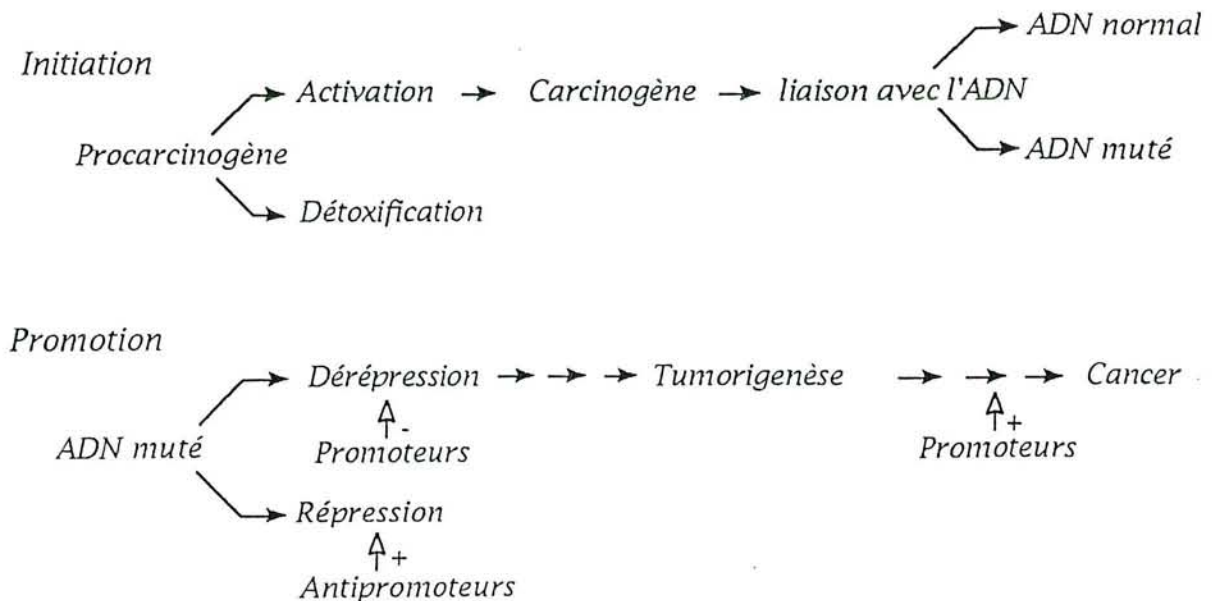 ADN normal
Initiation
Activation Carcinogène liaison avec l'ADN
Procarcinogène
ADN muté
Détoxification
Promotion
Dérépression Tumorigenèse Cancer
- +
ADN muté Promoteurs Promoteurs
Répression
+
Antipromoteurs